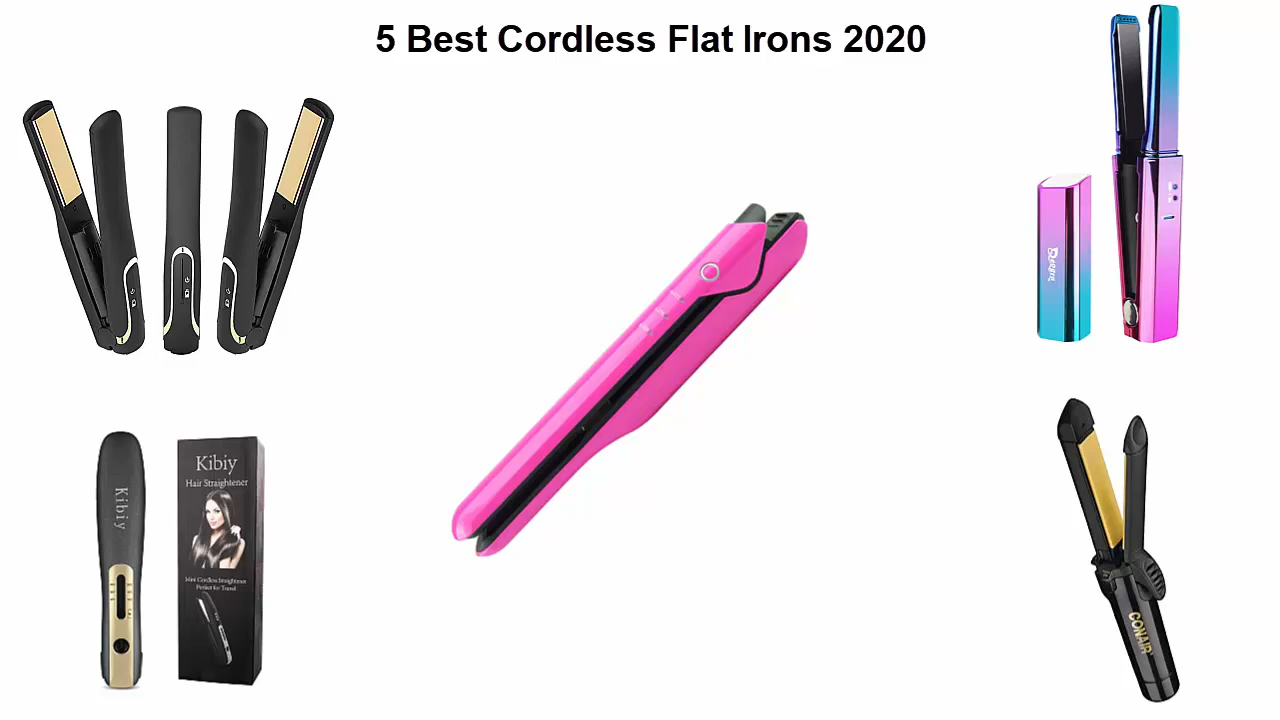 5 Best Cordless Flat Irons 2020
Kibiy
Kibiy
Hair Straightener
Mini Cordless Straightener
Perfect for Travel
CONAIR